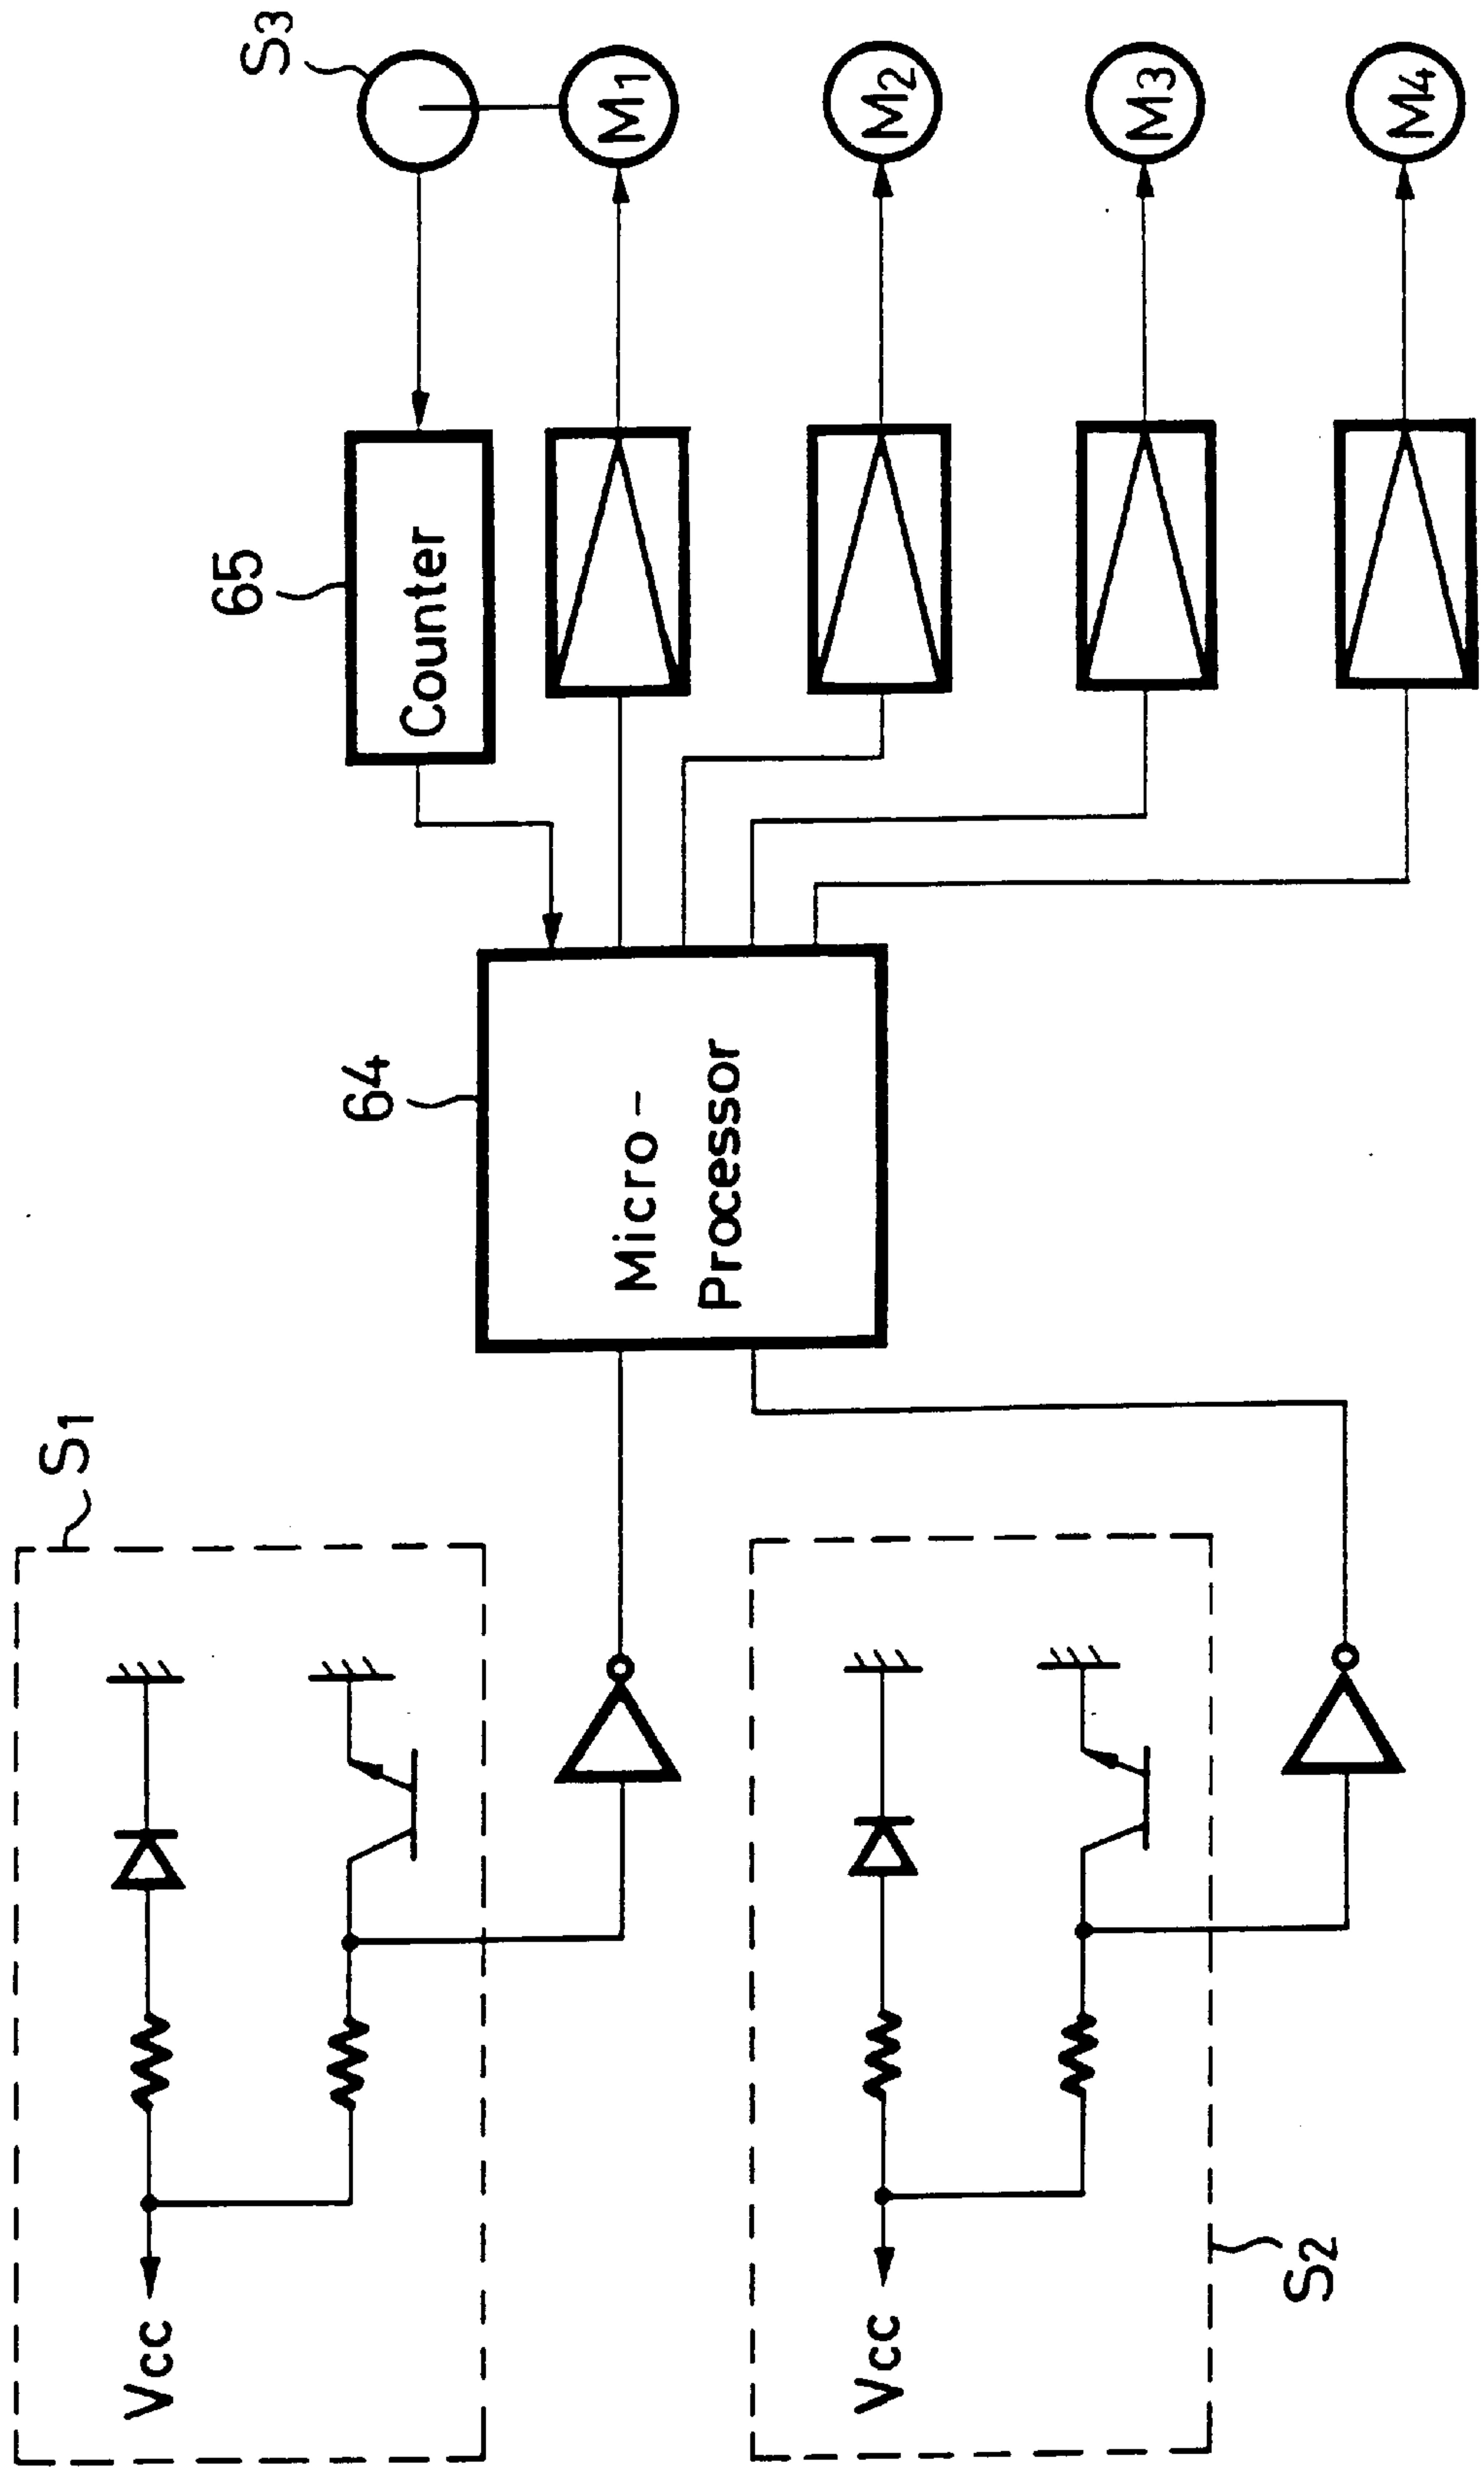 S1
Vcc
Vcc
S2
64
Micro-
Processor
65
Counter
S3
M1
M2
M3
M4